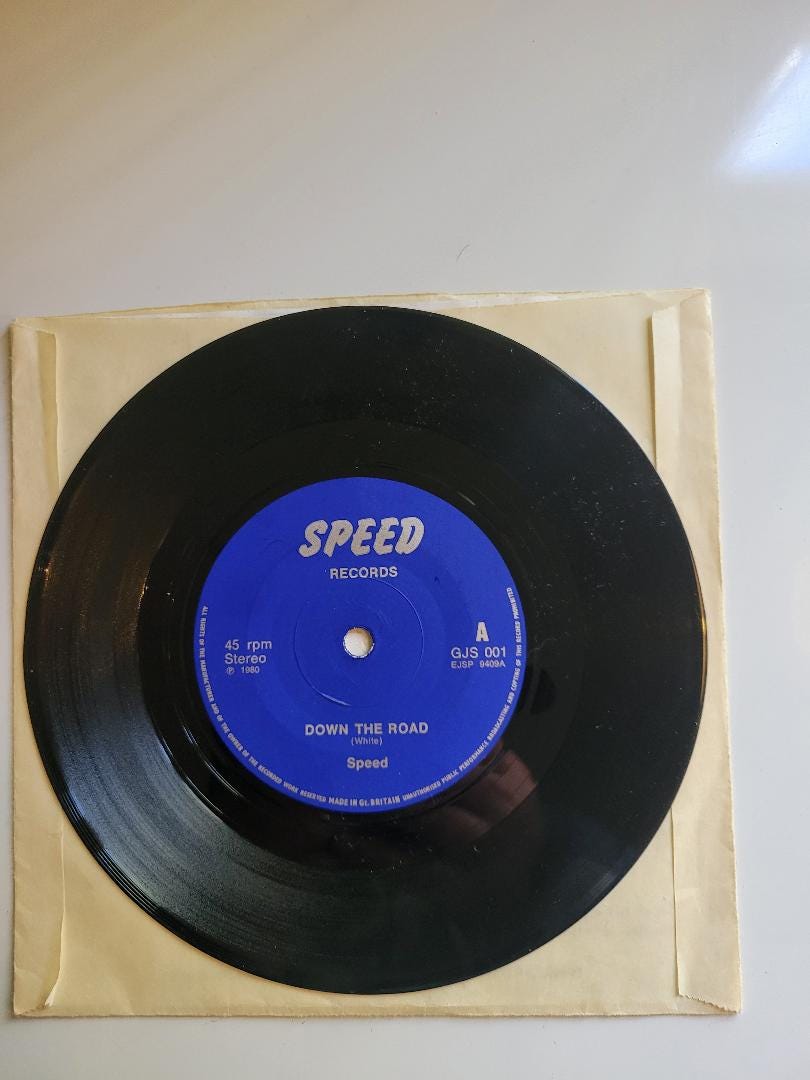 SPEED
RECORDS
45 rpm
Stereo
℗ 1980
A
GJS 001
EJSP 9409A
DOWN THE ROAD
(White)
Speed
ALL RIGHTS OF THE MANUFACTURER AND OF THE OWNER OF THE RECORDED WORK RESERVED MADE IN Gt. BRITAIN UNAUTHORISED PUBLIC PERFORMANCE BROADCASTING AND COPYING OF THIS RECORD PROHIBITED